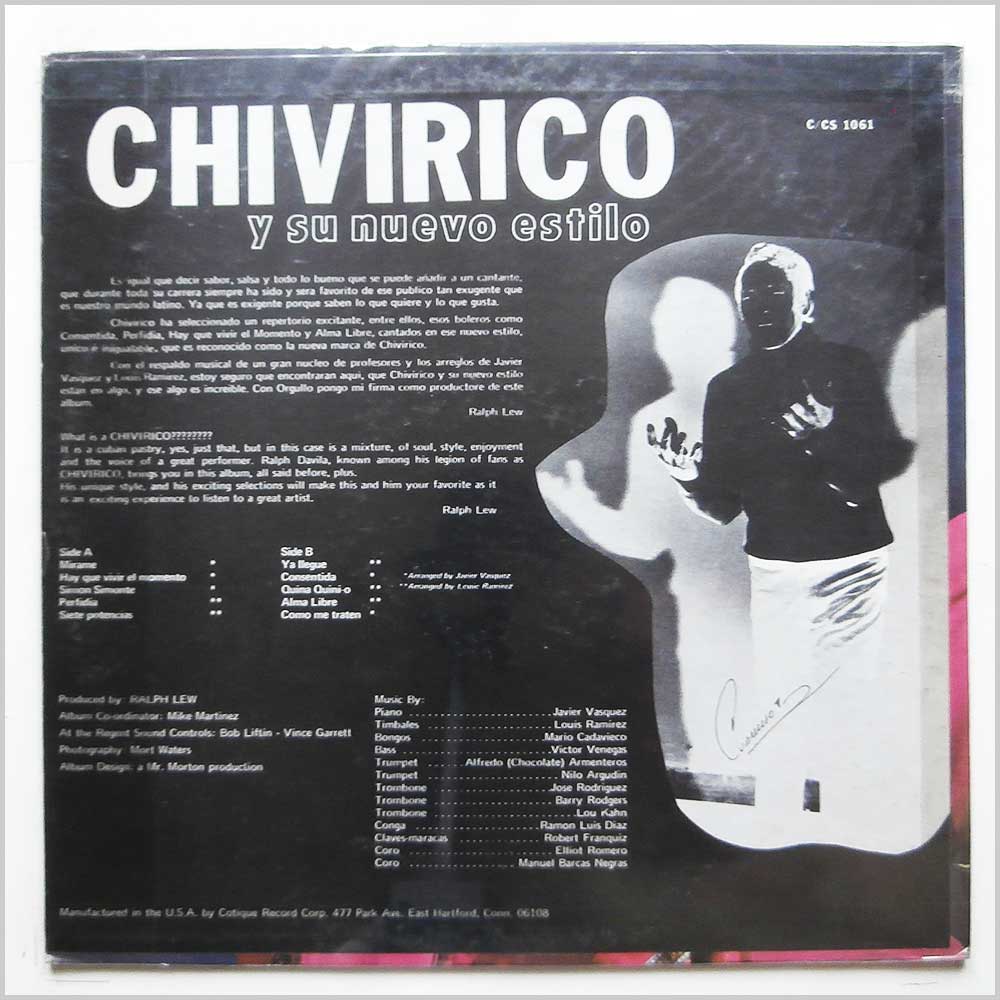 CHIVIRICO
C/CS 1061
y su nuevo estilo
Es igual que decir sabor, salsa y todo lo bueno que se puede añadir a un cantante,
que durante toda su carrera siempre ha sido y sera favorito de ese publico tan exugente que
es nuestro mundo latino. Ya que es exigente porque saben lo que quiere y lo que gusta.
Chivirico ha seleccionado un repertorio excitante, entre ellos, esos boleros como
Consentida, Perfidia, Hay que vivir el Momento y Alma Libre, cantados en ese nuevo estilo,
unico e inigualable, que es reconocido como la nueva marca de Chivirico.
Con el respaldo musical de un gran nucleo de profesores y los arreglos de Javier
Vasquez y Louis Ramirez, estoy seguro que encontraran aqui, que Chivirico y su nuevo estilo
estan en algo, y ese algo es increible. Con Orgullo pongo mi firma como productore de este
album.
Ralph Lew
What is a CHIVIRICO????????
It is a cuban pastry, yes, just that, but in this case is a mixture, of soul, style, enjoyment
and the voice of a great performer. Ralph Davila, known among his legion of fans as
CHIVIRICO, brings you in this album, all said before, plus.
His unique style, and his exciting selections will make this and him your favorite as it
is an exciting experience to listen to a great artist.
Ralph Lew
Side A
Mirame *
Hay que vivir el momento *
Simon Simonte *
Perfidia **
Siete potencias **
Side B
Ya llegue **
Consentida *
Quina Quini-o **
Alma Libre **
Como me traten *
*Arranged by Javier Vasquez
**Arranged by Louie Ramirez
Produced by: RALPH LEW
Album Co-ordinator: Mike Martinez
At the Regent Sound Controls: Bob Liftin - Vince Garrett
Photography: Mort Waters
Album Design: a Mr. Morton production
Music By:
Piano ........ Javier Vasquez
Timbales ........ Louis Ramirez
Bongos ........ Mario Cadavieco
Bass ........ Victor Venegas
Trumpet ........ Alfredo (Chocolate) Armenteros
Trumpet ........ Nilo Argudin
Trombone ........ Jose Rodriguez
Trombone ........ Barry Rodgers
Trombone ........ Lou Kahn
Conga ........ Ramon Luis Diaz
Claves-maracas ........ Robert Franquiz
Coro ........ Elliot Romero
Coro ........ Manuel Barcas Negras
Manufactured in the U.S.A. by Cotique Record Corp. 477 Park Ave. East Hartford, Conn. 06108